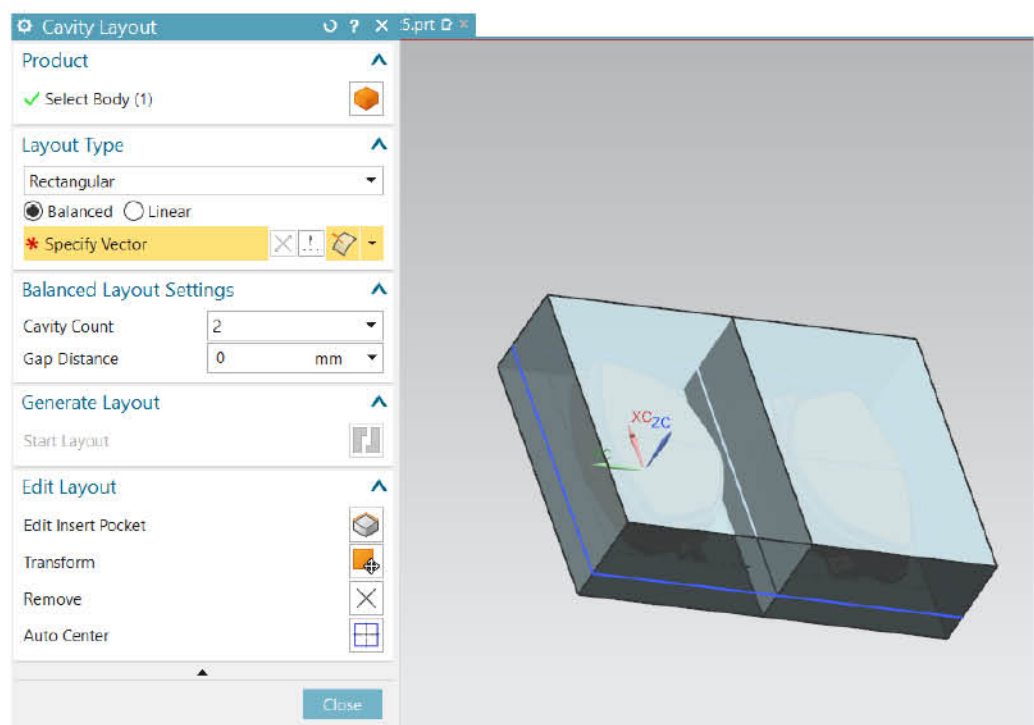 Cavity Layout
5.prt
Product
Select Body (1)
Layout Type
Rectangular
Balanced Linear
* Specify Vector
Balanced Layout Settings
Cavity Count 2
Gap Distance 0 mm
Generate Layout
Start Layout
Edit Layout
Edit Insert Pocket
Transform
Remove
Auto Center
Close
XC
ZC